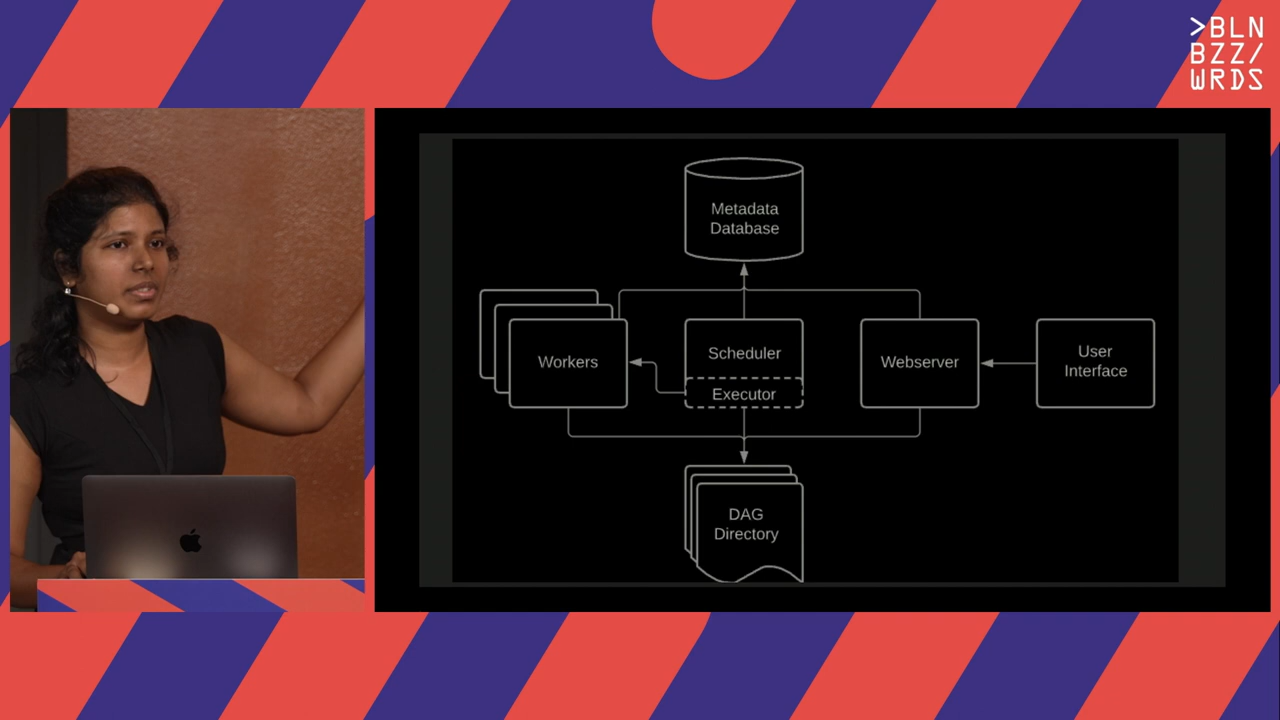 >BLN
BZZ/
WRDS
Metadata
Database
Workers
Scheduler
Executor
Webserver
User
Interface
DAG
Directory